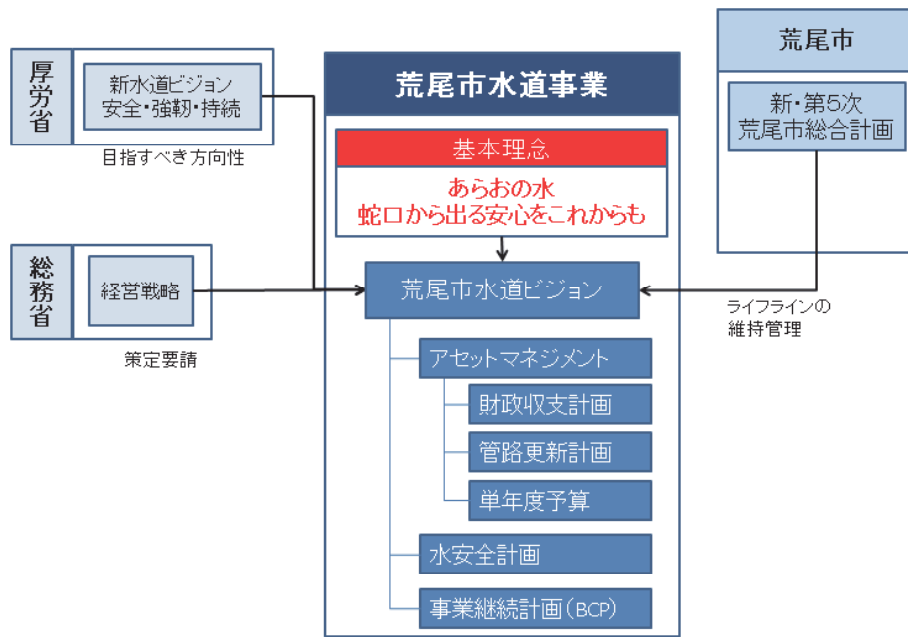 厚労省
新水道ビジョン
安全・強靭・持続
目指すべき方向性
総務省
経営戦略
策定要請
荒尾市水道事業
基本理念
あらおの水
蛇口から出る安心をこれからも
荒尾市水道ビジョン
アセットマネジメント
財政収支計画
管路更新計画
単年度予算
水安全計画
事業継続計画(BCP)
荒尾市
新・第5次
荒尾市総合計画
ライフラインの
維持管理